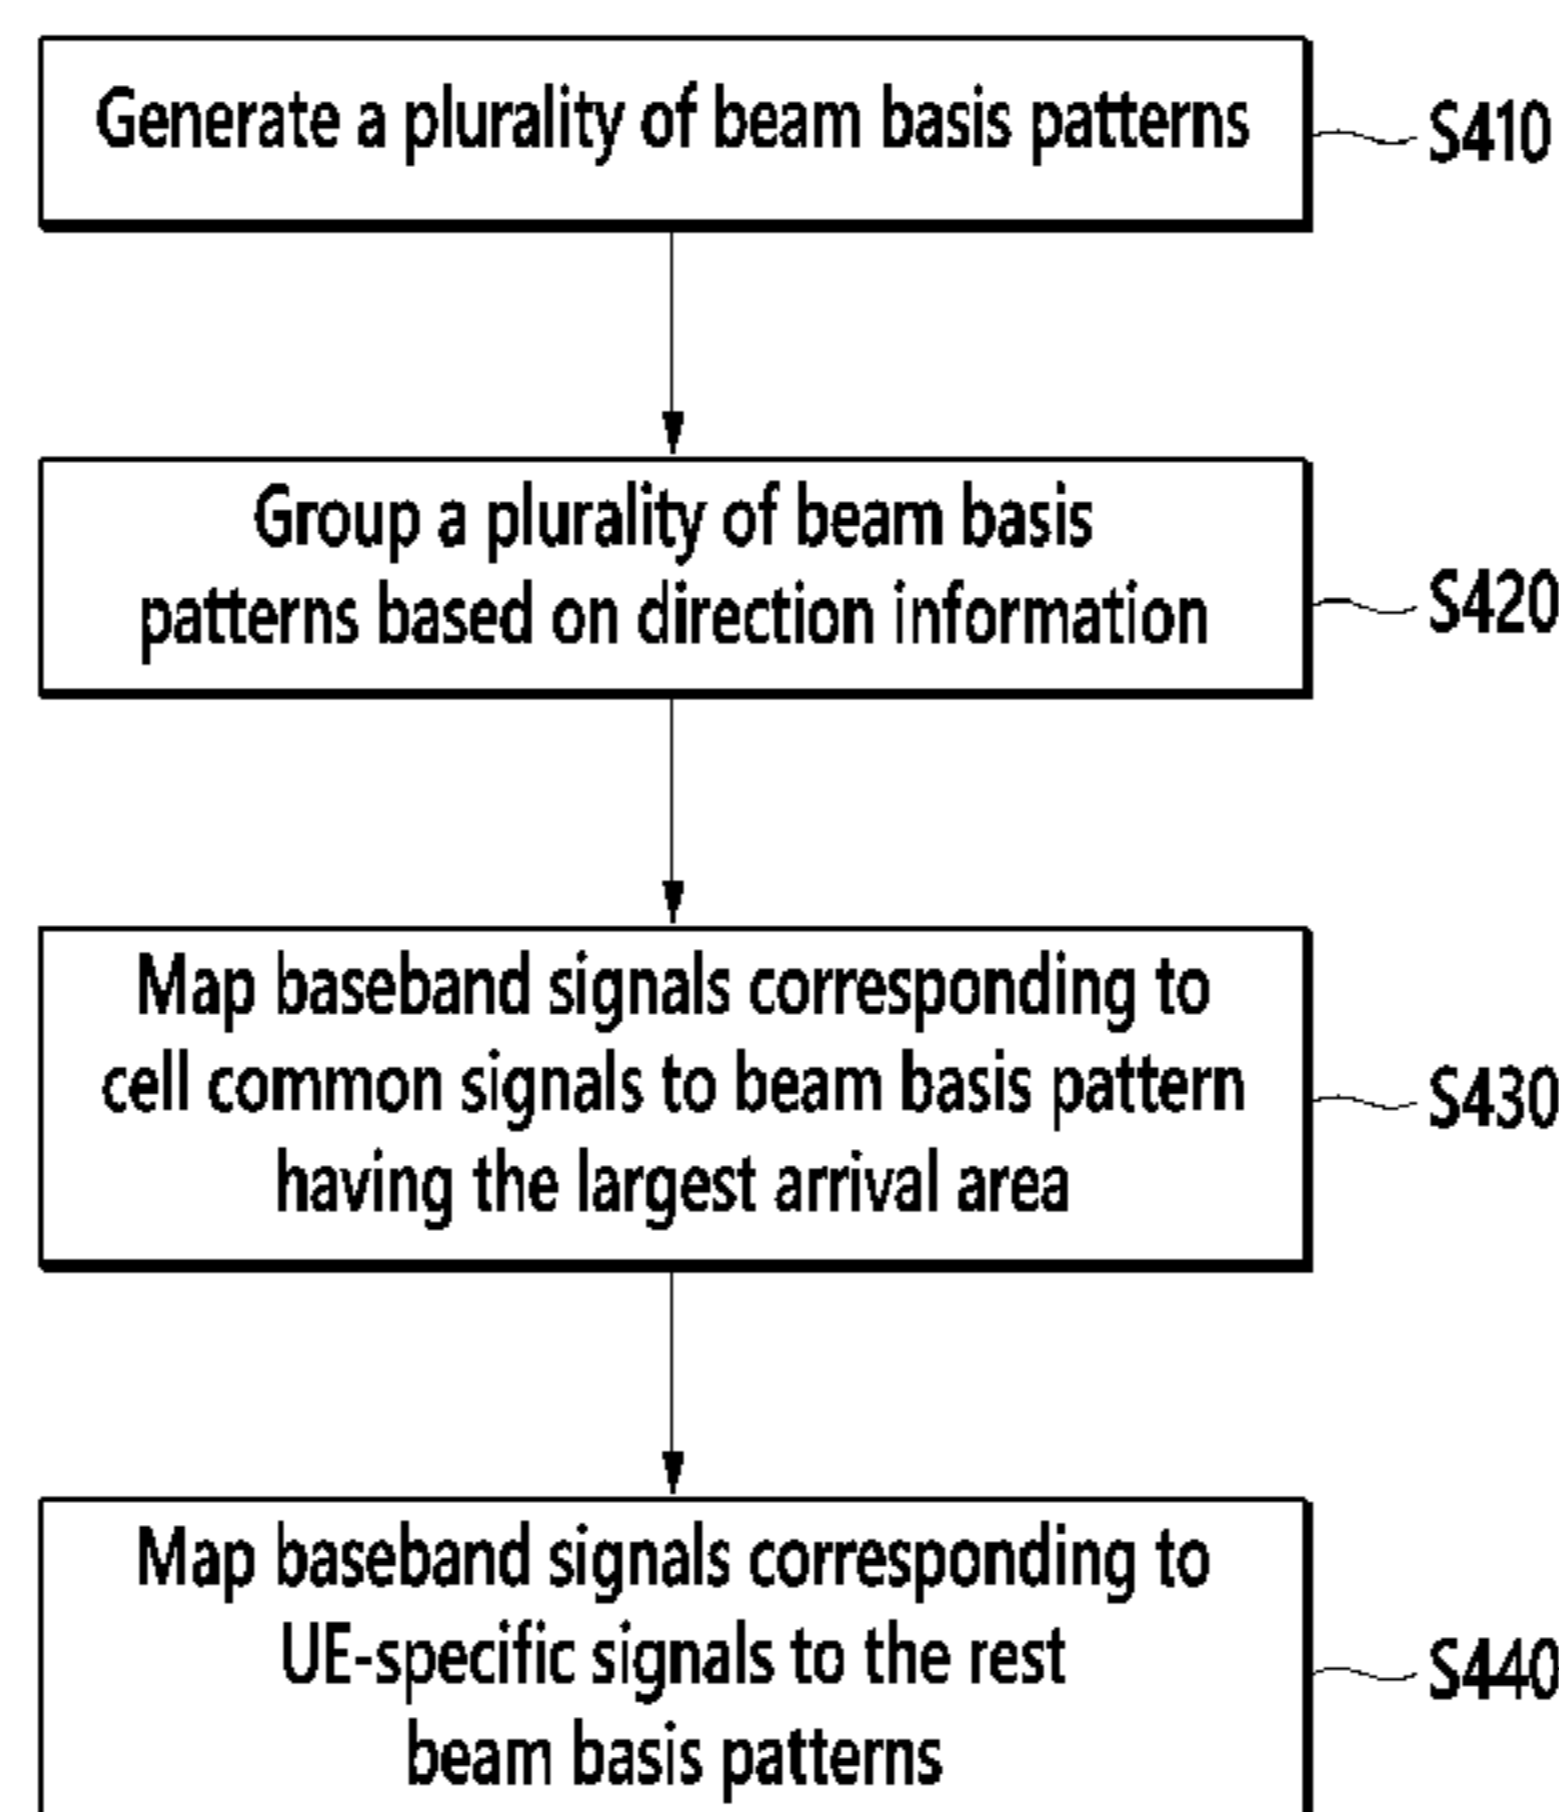 Generate a plurality of beam basis patterns
S410
Group a plurality of beam basis
patterns based on direction information
S420
Map baseband signals corresponding to
cell common signals to beam basis pattern
having the largest arrival area
S430
Map baseband signals corresponding to
UE-specific signals to the rest
beam basis patterns
S440